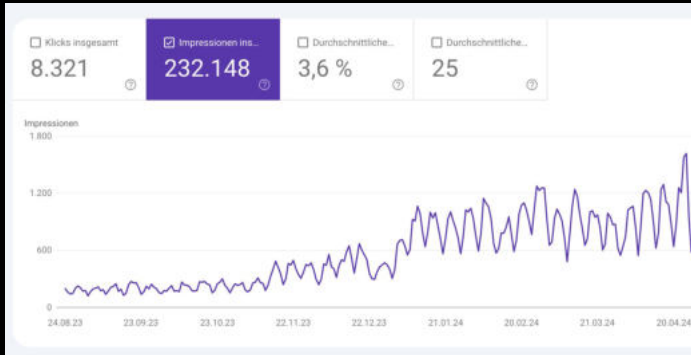 Klicks insgesamt
8.321
Impressionen ins...
232.148
Durchschnittliche...
3,6 %
Durchschnittliche...
25
Impressionen
1.800
1.200
600
0
24.08.23 23.09.23 23.10.23 22.11.23 22.12.23 21.01.24 20.02.24 21.03.24 20.04.24